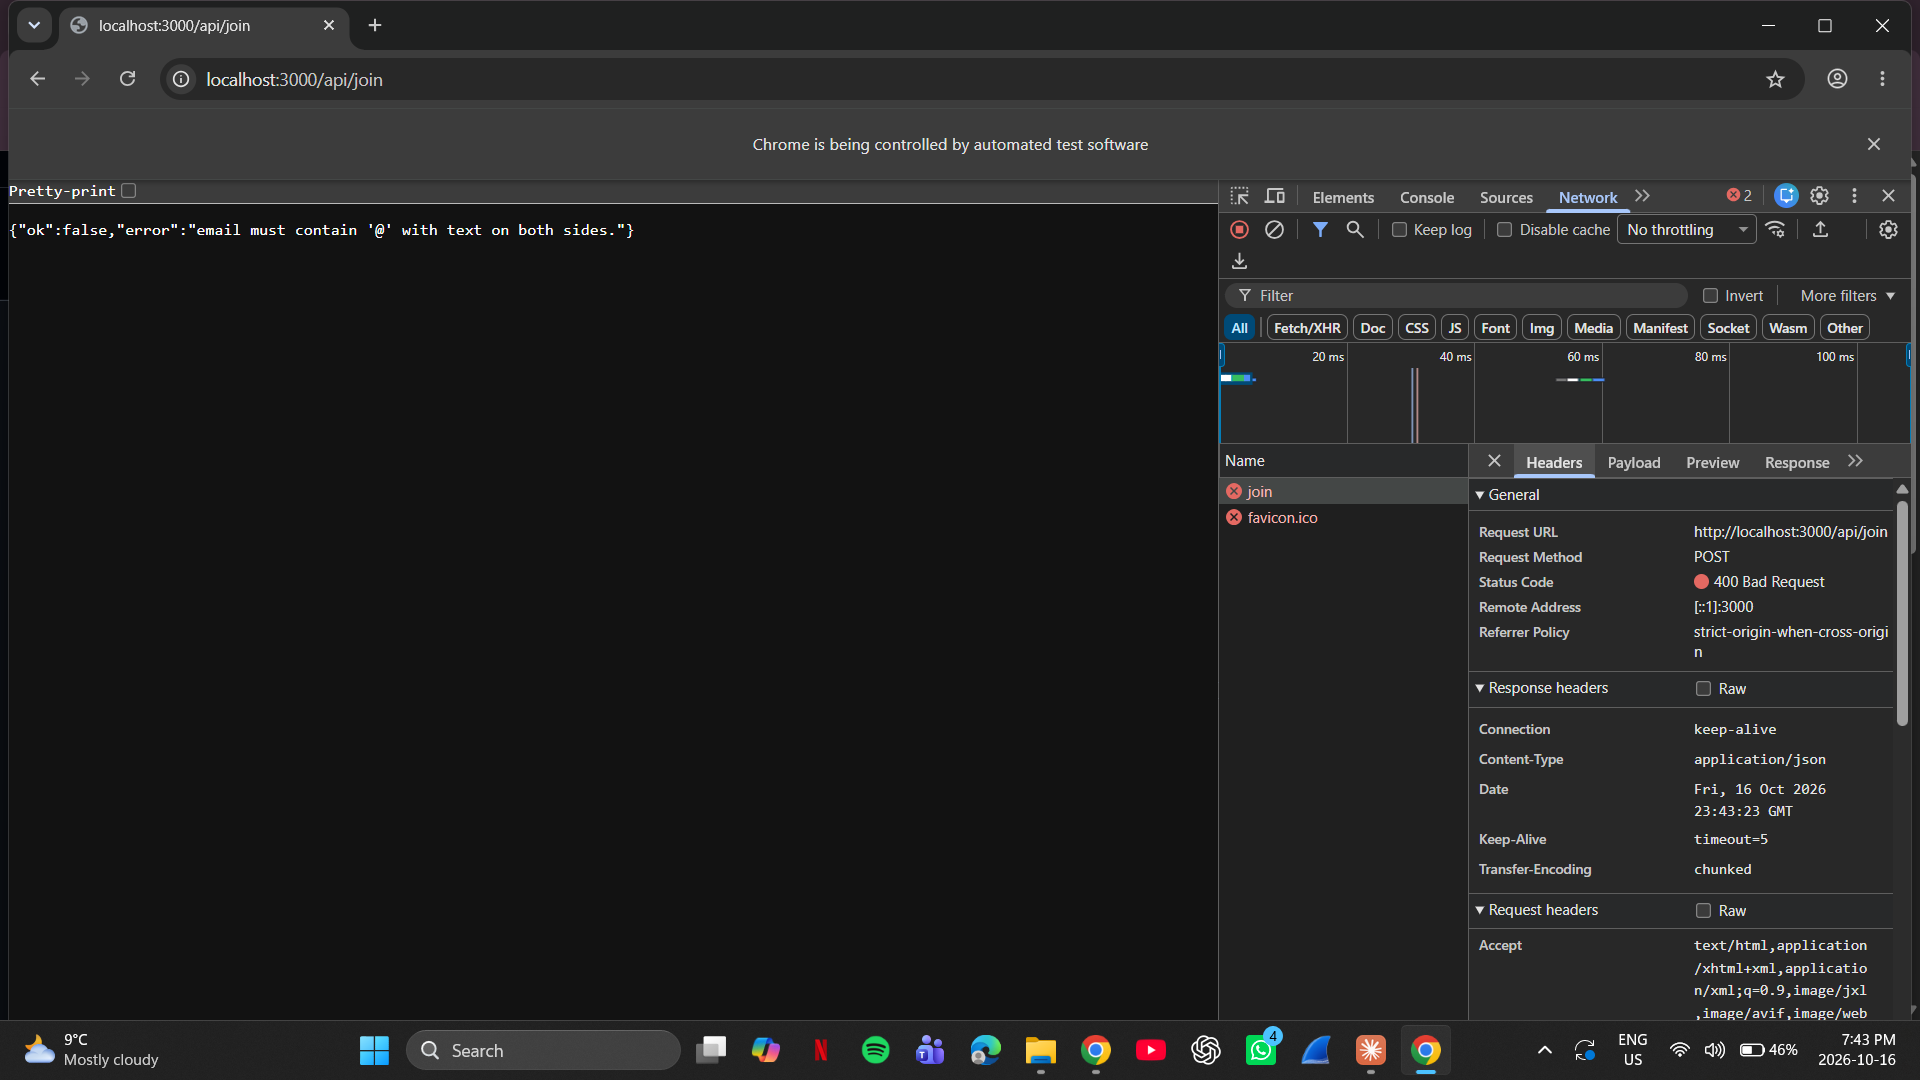 localhost:3000/api/join
localhost:3000/api/join
Chrome is being controlled by automated test software
Pretty-print
{"ok":false,"error":"email must contain '@' with text on both sides."}
Elements Console Sources Network 2
Keep log Disable cache No throttling
Filter Invert More filters
All Fetch/XHR Doc CSS JS Font Img Media Manifest Socket Wasm Other
20 ms 40 ms 60 ms 80 ms 100 ms
Name
join
favicon.ico
Headers Payload Preview Response
General
Request URL http://localhost:3000/api/join
Request Method POST
Status Code 400 Bad Request
Remote Address [::1]:3000
Referrer Policy strict-origin-when-cross-origi
n
Response headers Raw
Connection keep-alive
Content-Type application/json
Date Fri, 16 Oct 2026
23:43:23 GMT
Keep-Alive timeout=5
Transfer-Encoding chunked
Request headers Raw
Accept text/html,application
/xhtml+xml,applicatio
n/xml;q=0.9,image/jxl
,image/avif,image/web
9°C
Mostly cloudy
Search
4
ENG
US
46%
7:43 PM
2026-10-16